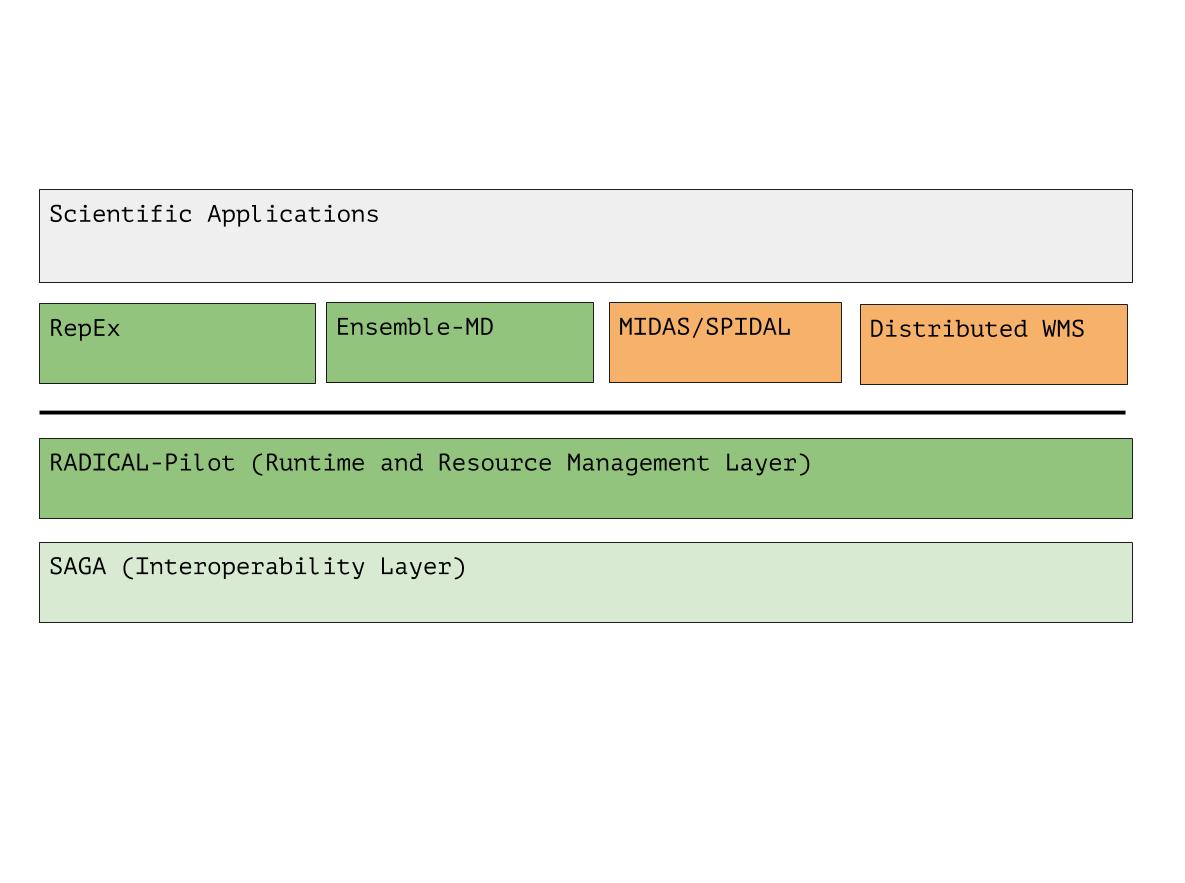 Scientific Applications
RepEx
Ensemble-MD
MIDAS/SPIDAL
Distributed WMS
RADICAL-Pilot (Runtime and Resource Management Layer)
SAGA (Interoperability Layer)